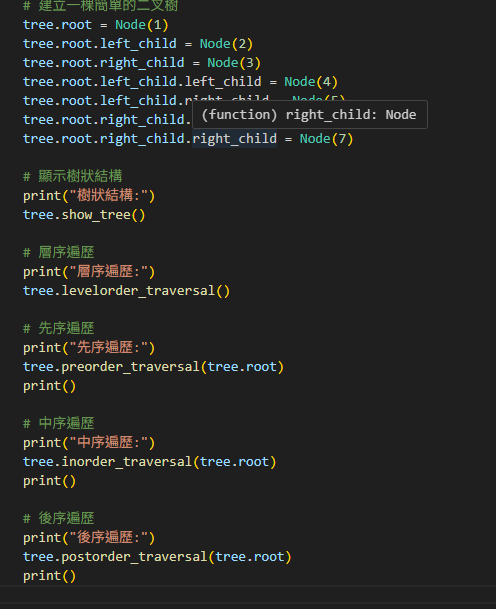 # 建立一棵簡單的二叉樹
tree.root = Node(1)
tree.root.left_child = Node(2)
tree.root.right_child = Node(3)
tree.root.left_child.left_child = Node(4)
tree.root.left_child.right_child = Node(5)
(function) right_child: Node
tree.root.right_child.
tree.root.right_child.right_child = Node(7)
# 顯示樹狀結構
print("樹狀結構:")
tree.show_tree()
# 層序遍歷
print("層序遍歷:")
tree.levelorder_traversal()
# 先序遍歷
print("先序遍歷:")
tree.preorder_traversal(tree.root)
print()
# 中序遍歷
print("中序遍歷:")
tree.inorder_traversal(tree.root)
print()
# 後序遍歷
print("後序遍歷:")
tree.postorder_traversal(tree.root)
print()